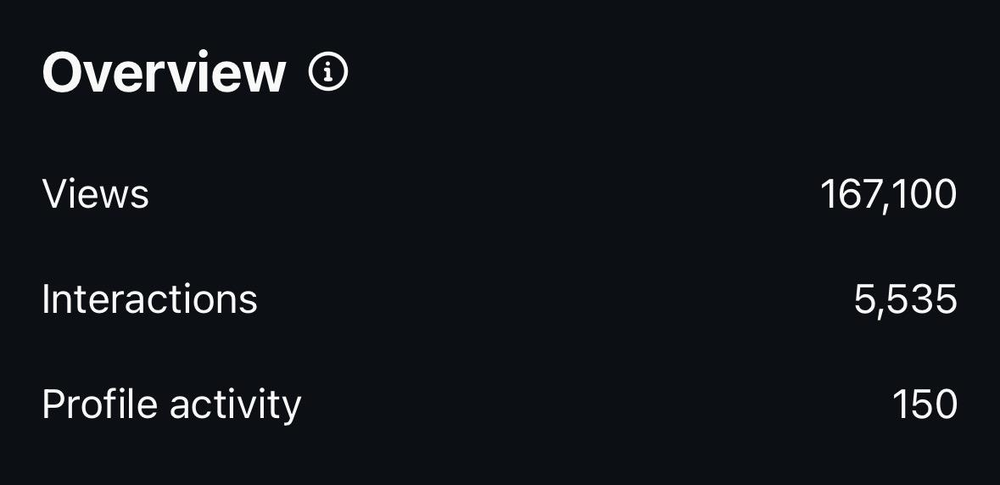 Overview
Views 167,100
Interactions 5,535
Profile activity 150